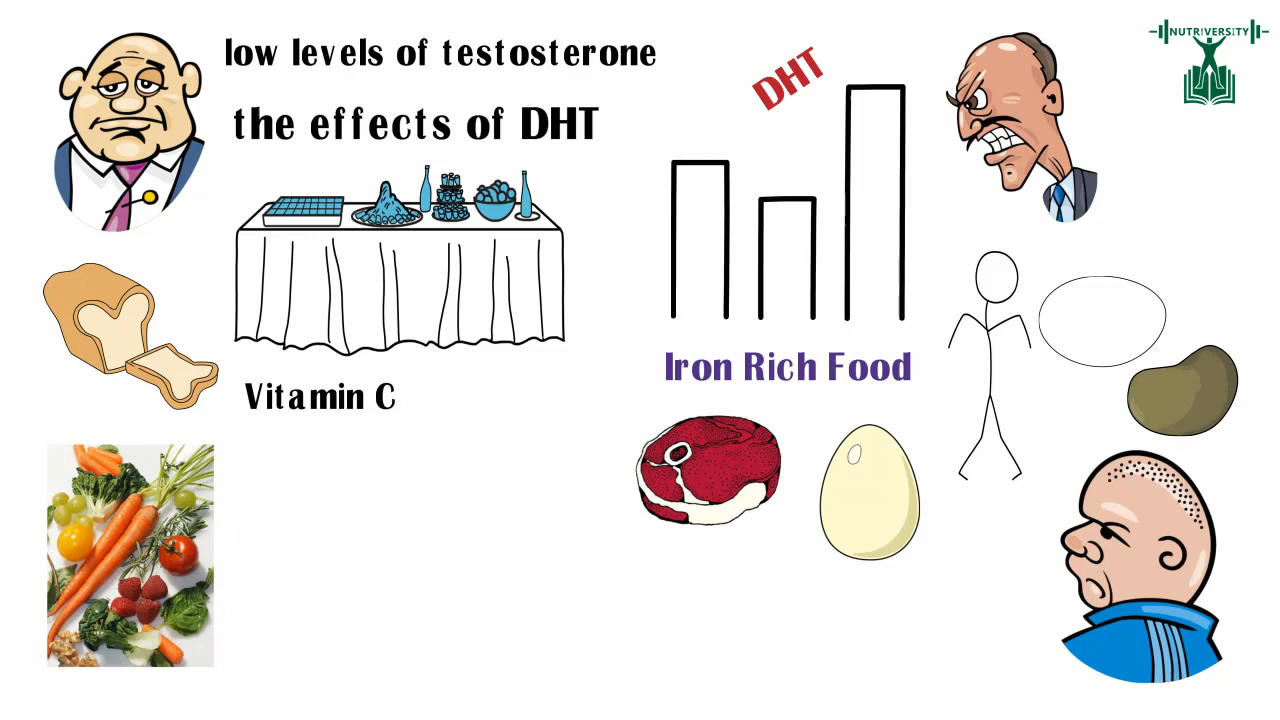 low levels of testosterone
the effects of DHT
DHT
NUTRIVERSITY
Iron Rich Food
Vitamin C